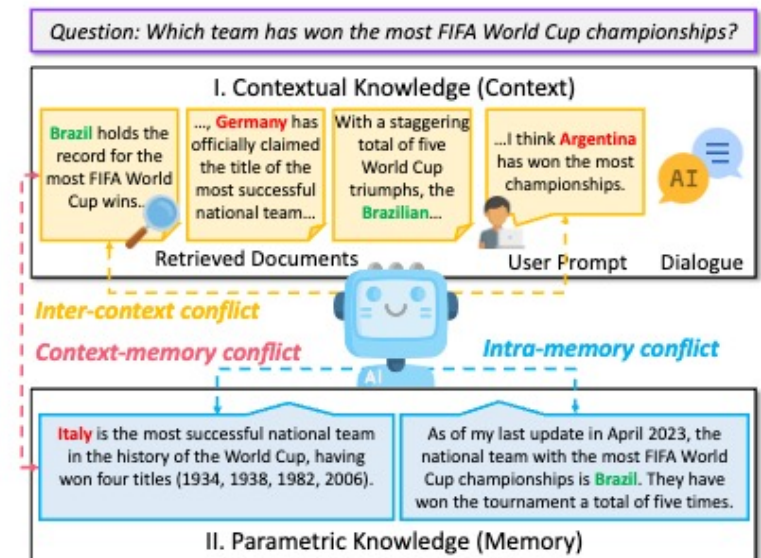 Question: Which team has won the most FIFA World Cup championships?
I. Contextual Knowledge (Context)
Brazil holds the
record for the
most FIFA World
Cup wins..
..., Germany has
officially claimed
the title of the
most successful
national team...
With a staggering
total of five
World Cup
triumphs, the
Brazilian...
...I think Argentina
has won the most
championships.
AI
Retrieved Documents
User Prompt
Dialogue
Inter-context conflict
Context-memory conflict
Intra-memory conflict
AI
Italy is the most successful national team
in the history of the World Cup, having
won four titles (1934, 1938, 1982, 2006).
As of my last update in April 2023, the
national team with the most FIFA World
Cup championships is Brazil. They have
won the tournament a total of five times.
II. Parametric Knowledge (Memory)